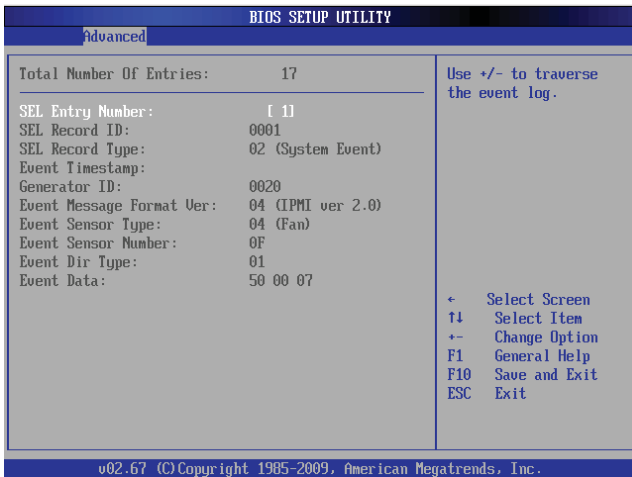 BIOS SETUP UTILITY
Advanced
Total Number Of Entries: 17
SEL Entry Number: [ 1]
SEL Record ID: 0001
SEL Record Type: 02 (System Event)
Event Timestamp:
Generator ID: 0020
Event Message Format Ver: 04 (IPMI ver 2.0)
Event Sensor Type: 04 (Fan)
Event Sensor Number: 0F
Event Dir Type: 01
Event Data: 50 00 07
Use +/- to traverse
the event log.
← Select Screen
↑↓ Select Item
+- Change Option
F1 General Help
F10 Save and Exit
ESC Exit
v02.67 (C)Copyright 1985-2009, American Megatrends, Inc.